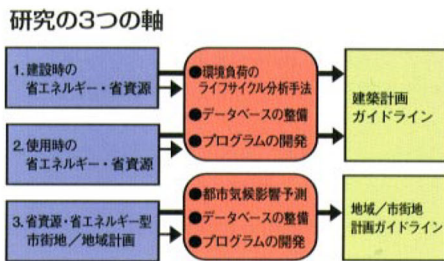 研究の3つの軸
1.建設時の
省エネルギー・省資源
2.使用時の
省エネルギー・省資源
3.省資源・省エネルギー型
市街地／地域計画
●環境負荷の
ライフサイクル分析手法
●データベースの整備
●プログラムの開発
●都市気候影響予測
●データベースの整備
●プログラムの開発
建築計画
ガイドライン
地域／市街地
計画ガイドライン